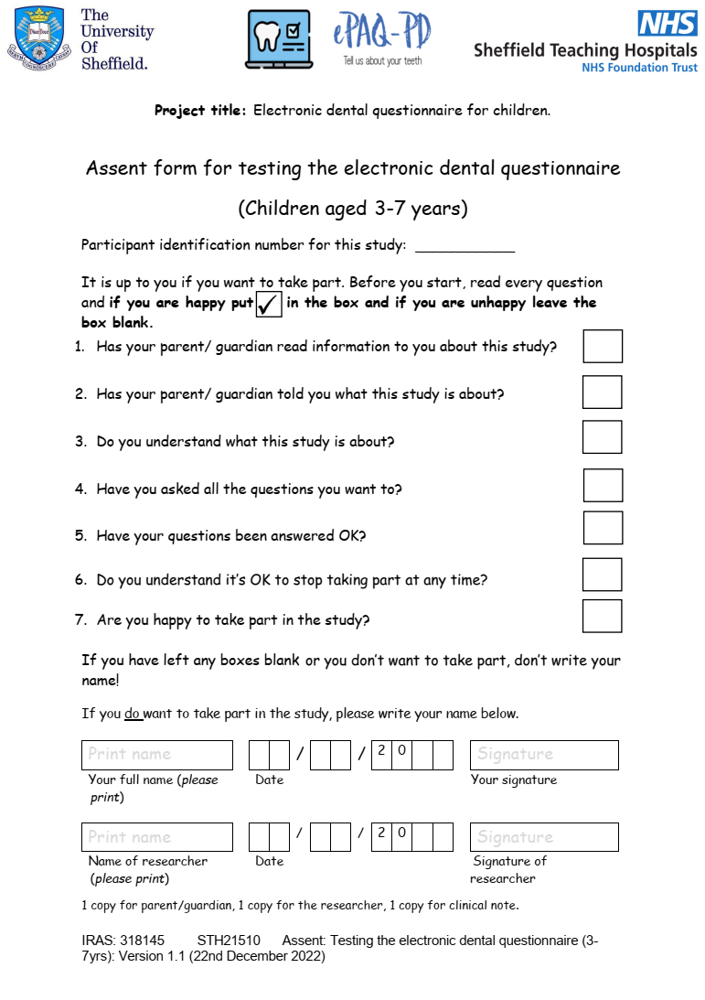 The
University
Of
Sheffield.
ePAQ-PD
Tell us about your teeth
NHS
Sheffield Teaching Hospitals
NHS Foundation Trust
Project title: Electronic dental questionnaire for children.
Assent form for testing the electronic dental questionnaire
(Children aged 3-7 years)
Participant identification number for this study: ____________
It is up to you if you want to take part. Before you start, read every question
and if you are happy put ✓ in the box and if you are unhappy leave the
box blank.
1. Has your parent/ guardian read information to you about this study?
2. Has your parent/ guardian told you what this study is about?
3. Do you understand what this study is about?
4. Have you asked all the questions you want to?
5. Have your questions been answered OK?
6. Do you understand it's OK to stop taking part at any time?
7. Are you happy to take part in the study?
If you have left any boxes blank or you don't want to take part, don't write your
name!
If you do want to take part in the study, please write your name below.
Print name / / 2 0 Signature
Your full name (please Date Your signature
print)
Print name / / 2 0 Signature
Name of researcher Date Signature of
(please print) researcher
1 copy for parent/guardian, 1 copy for the researcher, 1 copy for clinical note.
IRAS: 318145 STH21510 Assent: Testing the electronic dental questionnaire (3-
7yrs): Version 1.1 (22nd December 2022)